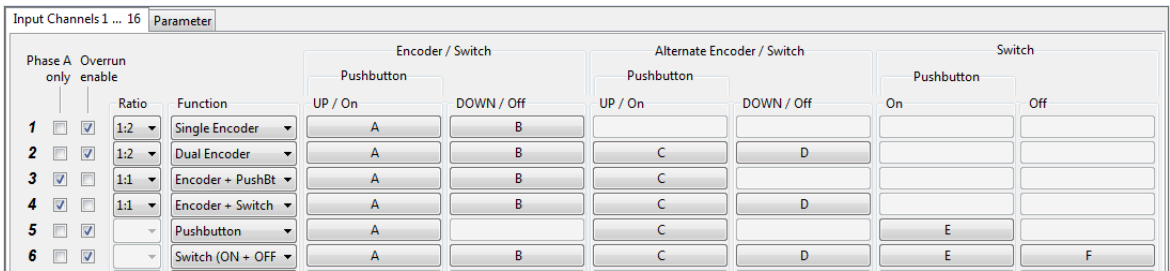 Input Channels 1 ... 16 Parameter
Encoder / Switch Alternate Encoder / Switch Switch
Phase A Overrun
only enable Pushbutton Pushbutton Pushbutton
Ratio Function UP / On DOWN / Off UP / On DOWN / Off On Off
1 1:2 Single Encoder A B
2 1:2 Dual Encoder A B C D
3 1:1 Encoder + PushBt A B C
4 1:1 Encoder + Switch A B C D
5 Pushbutton A C E
6 Switch (ON + OFF A B C D E F